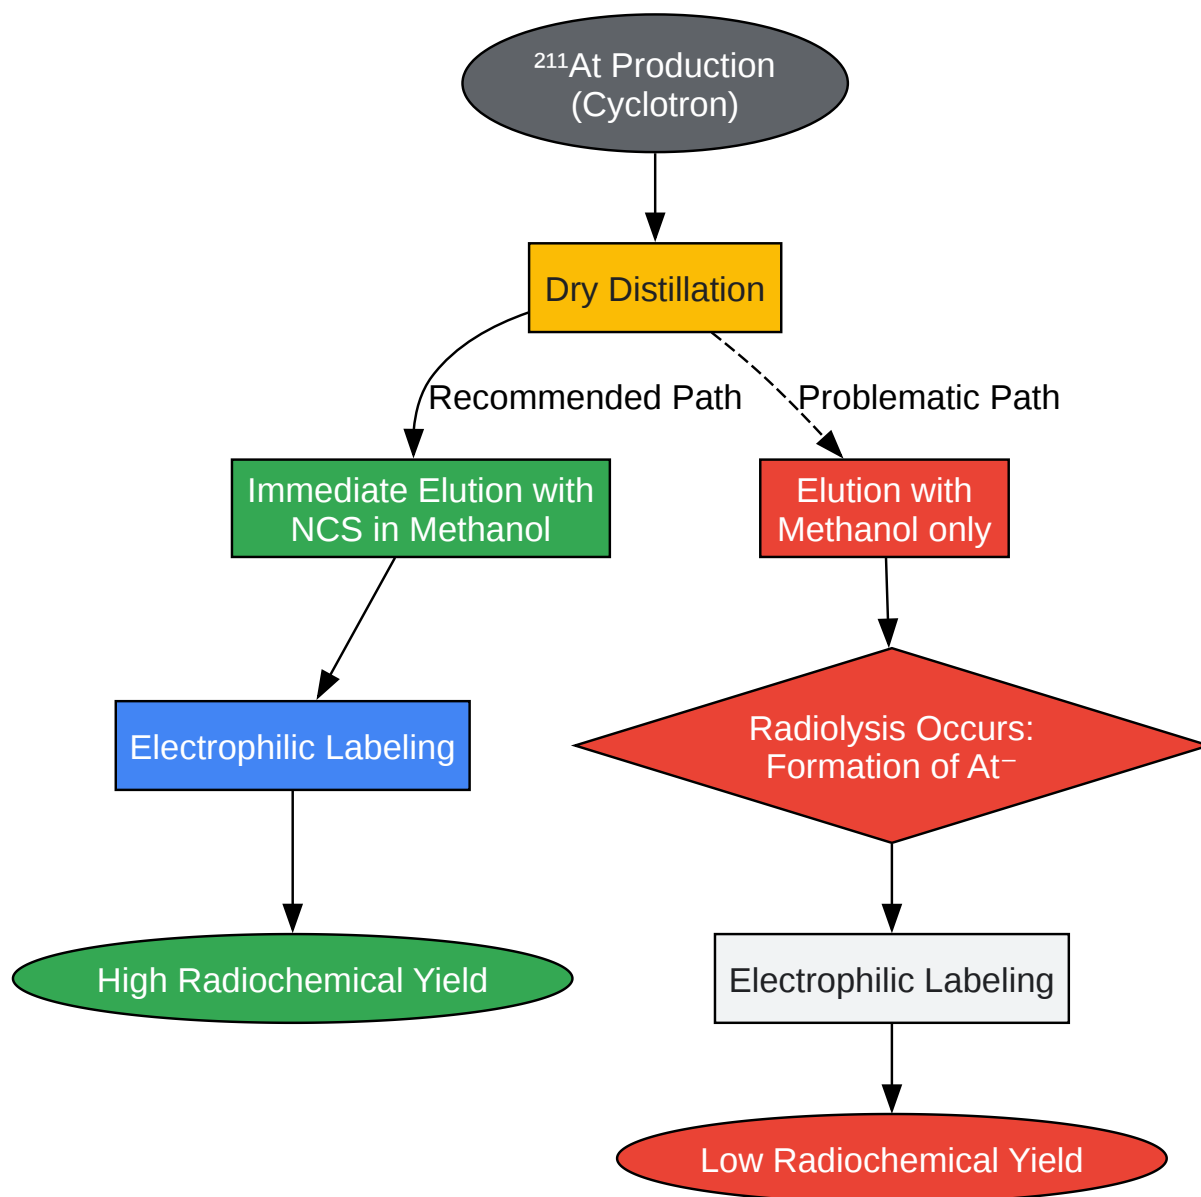 ²¹¹At Production
(Cyclotron)
Dry Distillation
Recommended Path
Problematic Path
Immediate Elution with
NCS in Methanol
Elution with
Methanol only
Radiolysis Occurs:
Formation of At⁻
Electrophilic Labeling
Electrophilic Labeling
High Radiochemical Yield
Low Radiochemical Yield